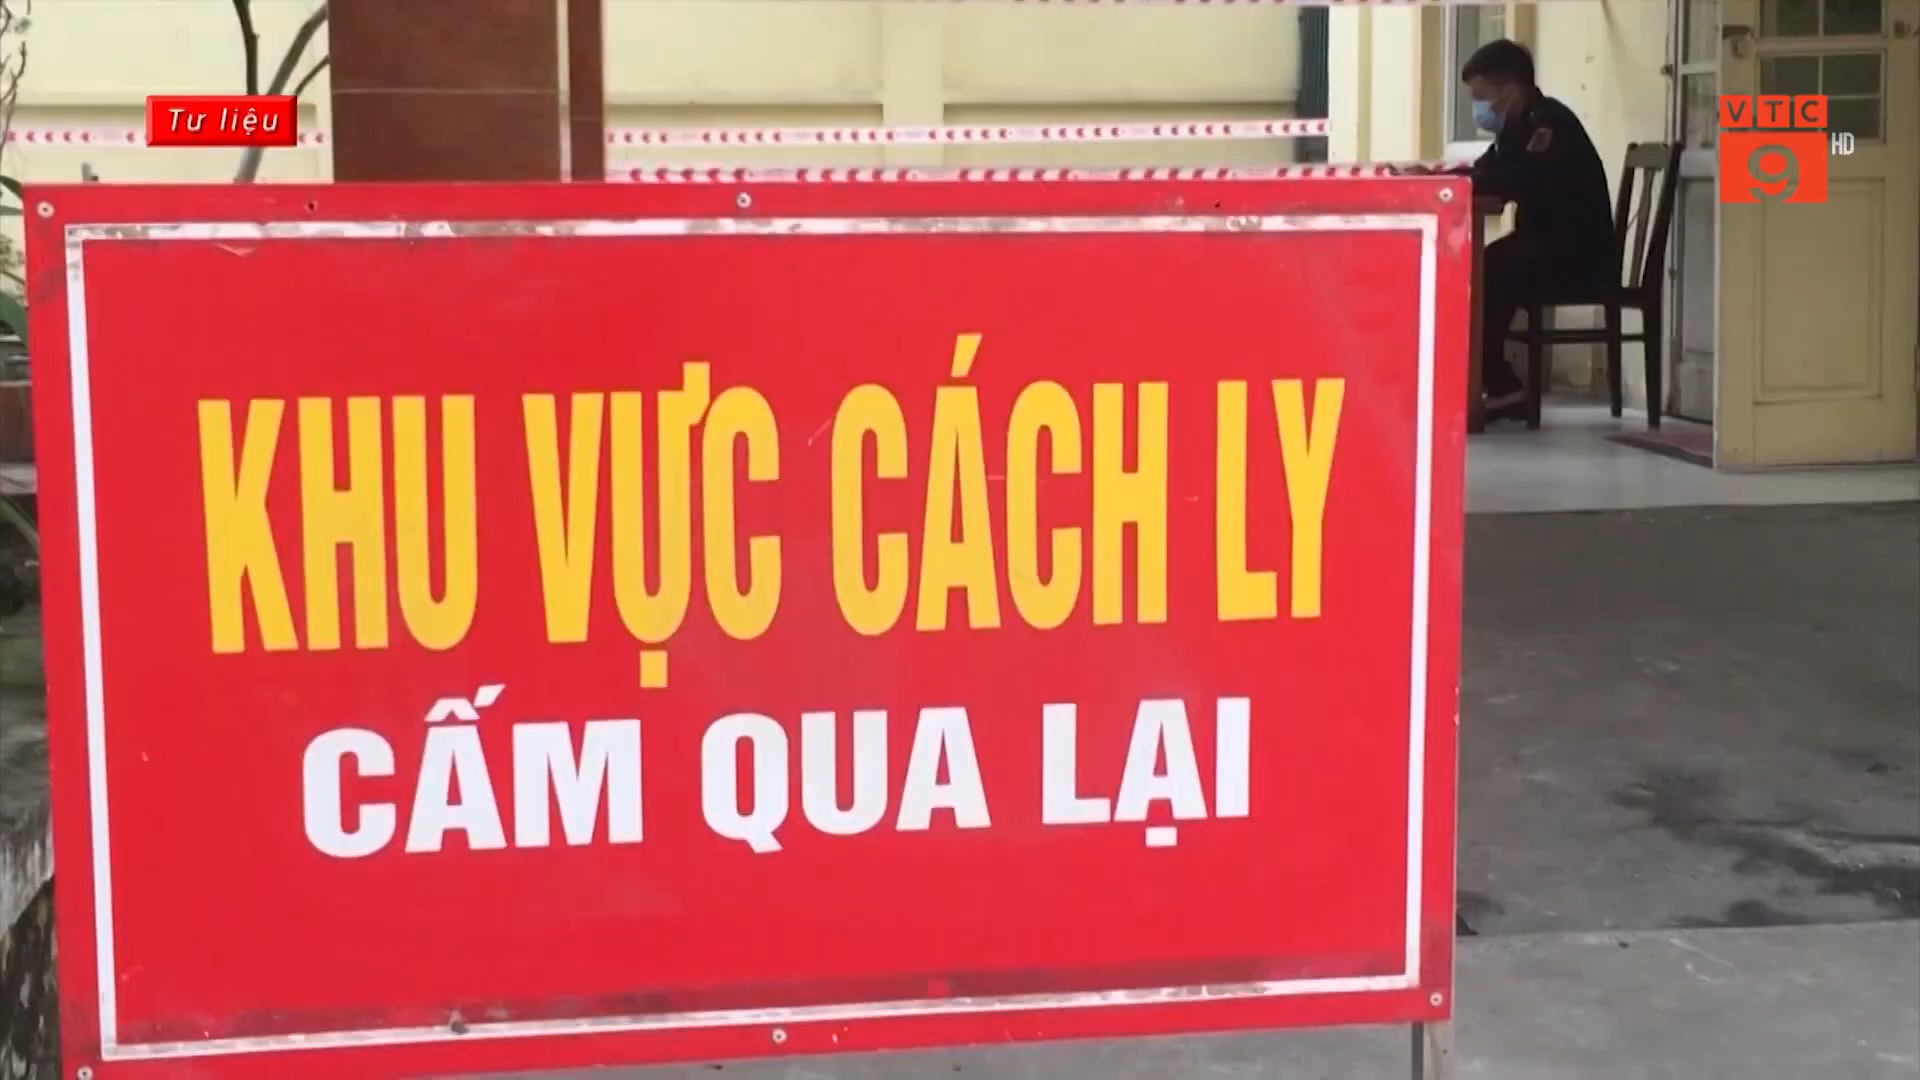 Tư liệu
VTC
9
HD
KHU VỰC CÁCH LY
CẤM QUA LẠI